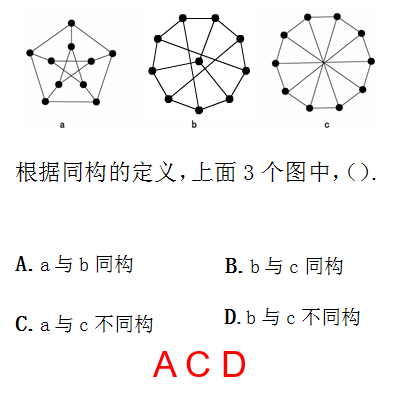 a b c
根据同构的定义，上面 3 个图中，（）.
A. a 与 b 同构 B. b 与 c 同构
C. a 与 c 不同构 D. b 与 c 不同构
A C D